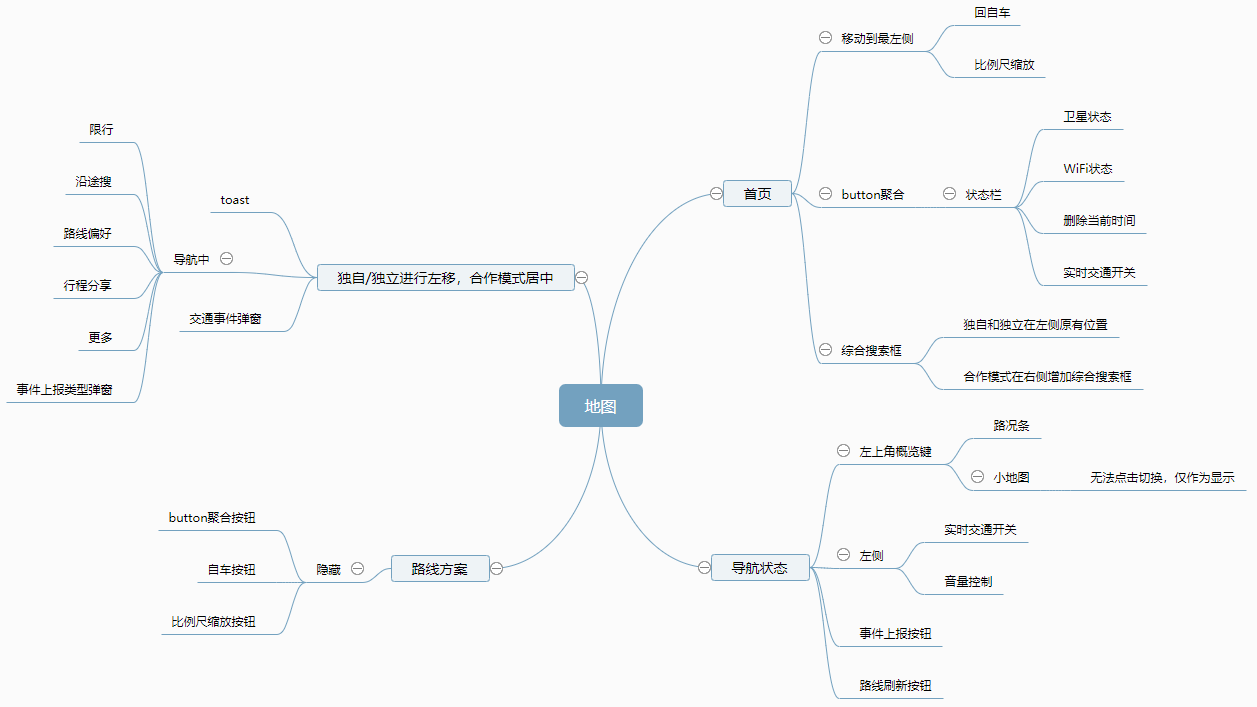 地图
首页
移动到最左侧
回自车
比例尺缩放
button聚合
状态栏
卫星状态
WiFi状态
删除当前时间
实时交通开关
综合搜索框
独自和独立在左侧原有位置
合作模式在右侧增加综合搜索框
导航状态
左上角概览键
路况条
小地图
无法点击切换，仅作为显示
左侧
实时交通开关
音量控制
事件上报按钮
路线刷新按钮
路线方案
隐藏
button聚合按钮
自车按钮
比例尺缩放按钮
独自/独立进行左移，合作模式居中
toast
导航中
限行
沿途搜
路线偏好
行程分享
更多
事件上报类型弹窗
交通事件弹窗